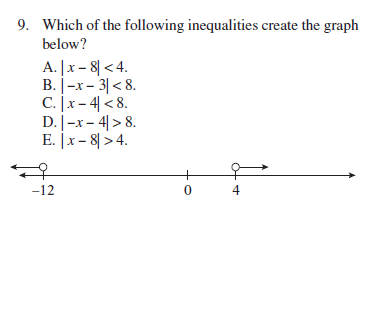 9. Which of the following inequalities create the graph
below?
A. |x – 8| < 4.
B. |–x – 3| < 8.
C. |x – 4| < 8.
D. |–x – 4| > 8.
E. |x – 8| > 4.
–12 0 4